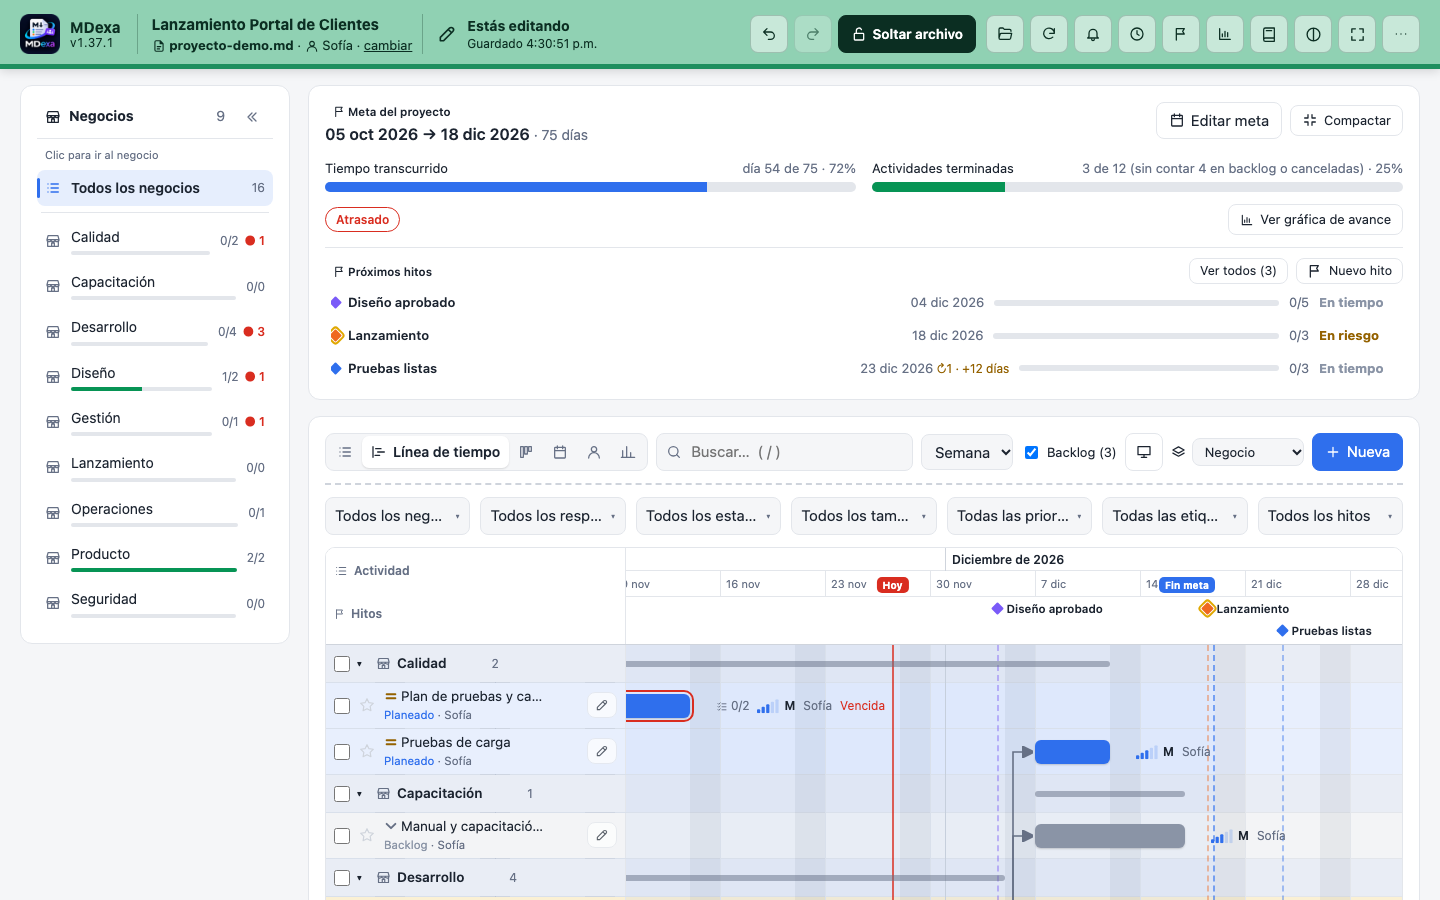 MDexa
v1.37.1
Lanzamiento Portal de Clientes
proyecto-demo.md · Sofía · cambiar
Estás editando
Guardado 4:30:51 p.m.
Soltar archivo
Negocios 9
Clic para ir al negocio
Todos los negocios 16
Calidad 0/2 1
Capacitación 0/0
Desarrollo 0/4 3
Diseño 1/2 1
Gestión 0/1 1
Lanzamiento 0/0
Operaciones 0/1
Producto 2/2
Seguridad 0/0
Meta del proyecto
05 oct 2026 → 18 dic 2026 · 75 días
Editar meta
Compactar
Tiempo transcurrido día 54 de 75 · 72%
Actividades terminadas 3 de 12 (sin contar 4 en backlog o canceladas) · 25%
Atrasado
Ver gráfica de avance
Próximos hitos
Ver todos (3)
Nuevo hito
Diseño aprobado 04 dic 2026 0/5 En tiempo
Lanzamiento 18 dic 2026 0/3 En riesgo
Pruebas listas 23 dic 2026 ↻1 · +12 días 0/3 En tiempo
Línea de tiempo
Buscar... ( / )
Semana
Backlog (3)
Negocio
+ Nueva
Todos los neg...
Todos los resp...
Todos los esta...
Todos los tam...
Todas las prior...
Todas las etiq...
Todos los hitos
Actividad
Diciembre de 2026
nov 16 nov 23 nov Hoy 30 nov 7 dic 14 Fin meta 21 dic 28 dic
Hitos
Diseño aprobado
Lanzamiento
Pruebas listas
Calidad 2
Plan de pruebas y ca...
Planeado · Sofía
0/2 M Sofía Vencida
Pruebas de carga
Planeado · Sofía
M Sofía
Capacitación 1
Manual y capacitació...
Backlog · Sofía
M Sofía
Desarrollo 4